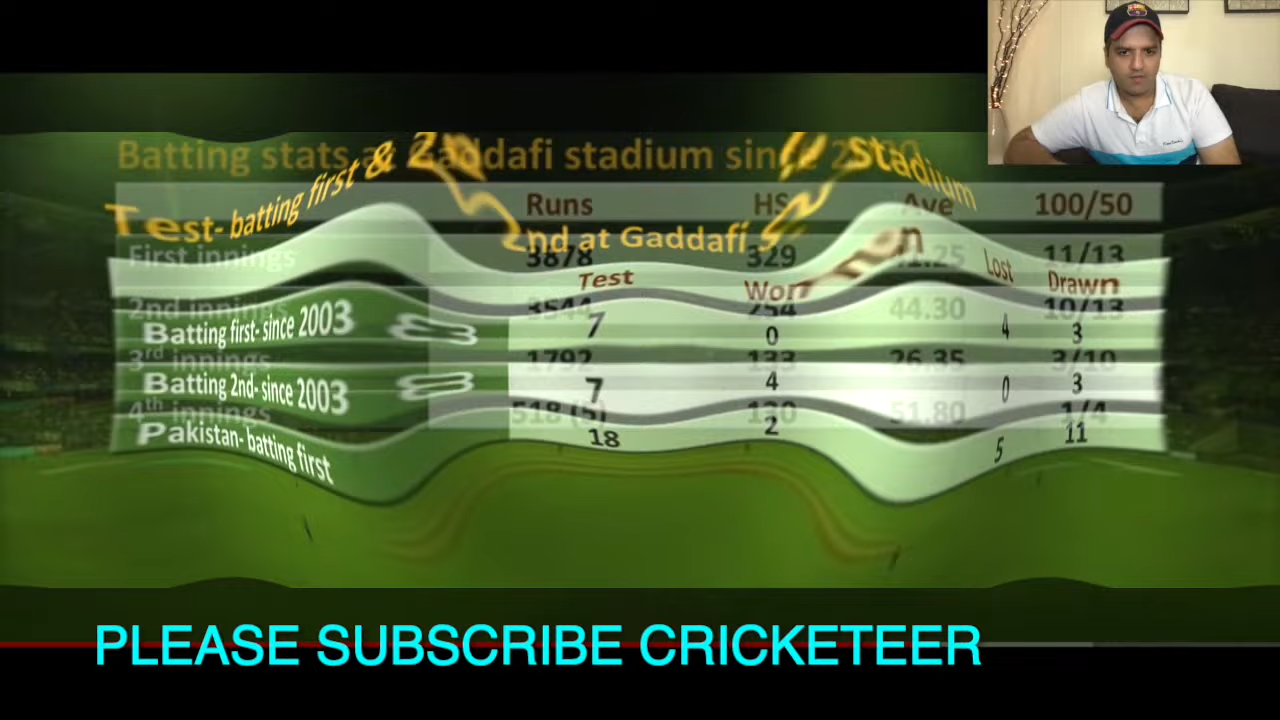 Batting stats at Gaddafi stadium since
Test- batting first & 2nd at Gaddafi stadium
Runs HS Ave 100/50
First innings 3878 329 11/13
Test Won Lost Drawn
2nd innings 3544 254 44.30 10/13
Batting first- since 2003 7 0 4 3
3rd innings 1792 133 26.35 3/10
Batting 2nd- since 2003 7 4 0 3
4th innings 51.80 1/4
Pakistan- batting first 18 2 5 11
PLEASE SUBSCRIBE CRICKETEER